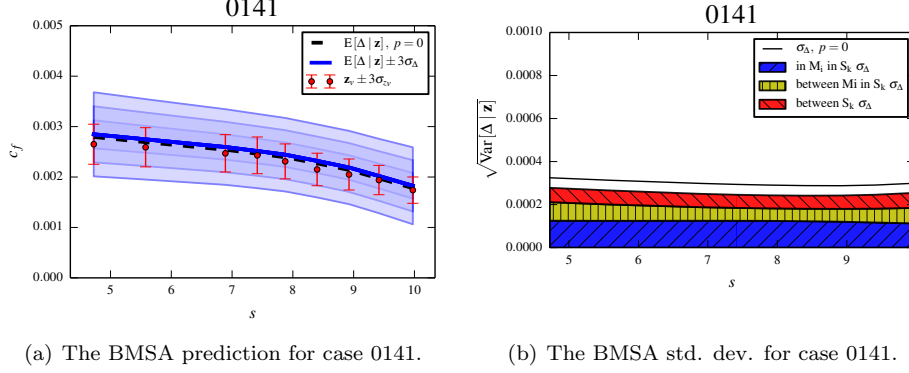 0141
0.005
0.004
0.003
0.002
0.001
0.000
c_f
5 6 7 8 9 10
s
E[Δ | z], p = 0
E[Δ | z] ± 3σ_Δ
z_v ± 3σ_{z_v}
(a) The BMSA prediction for case 0141.
0141
0.0010
0.0008
0.0006
0.0004
0.0002
0.0000
√Var[Δ | z]
5 6 7 8 9
s
σ_Δ, p = 0
in M_i in S_k σ_Δ
between Mi in S_k σ_Δ
between S_k σ_Δ
(b) The BMSA std. dev. for case 0141.